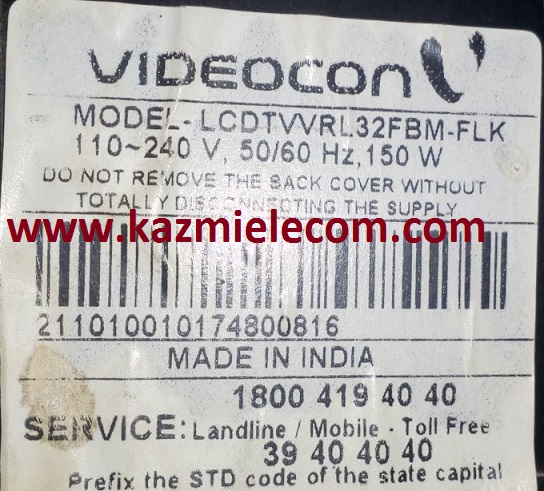 VIDEOCON
MODEL- LCDTVVRL32FBM-FLK
110~240 V, 50/60 Hz,150 W
DO NOT REMOVE THE BACK COVER WITHOUT
TOTALLY DISCONNECTING THE SUPPLY
www.kazmielecom.com
211010010174800816
MADE IN INDIA
1800 419 40 40
SERVICE: Landline / Mobile - Toll Free
39 40 40 40
Prefix the STD code of the state capital